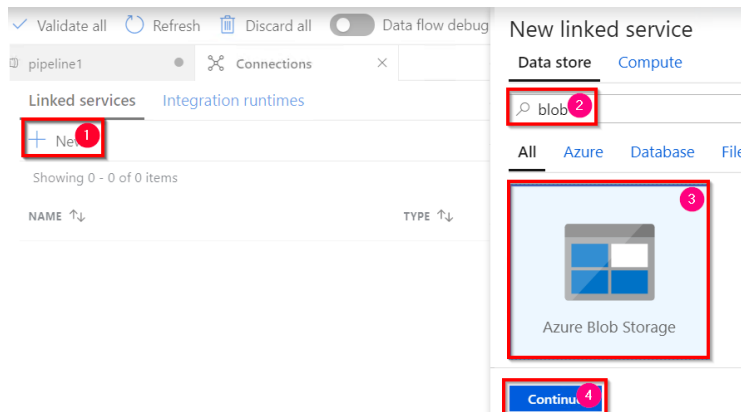 Validate all Refresh Discard all Data flow debug
pipeline1 Connections
Linked services Integration runtimes
1
Showing 0 - 0 of 0 items
NAME TYPE
New linked service
Data store Compute
blob 2
All Azure Database File
3
Azure Blob Storage
Continue 4